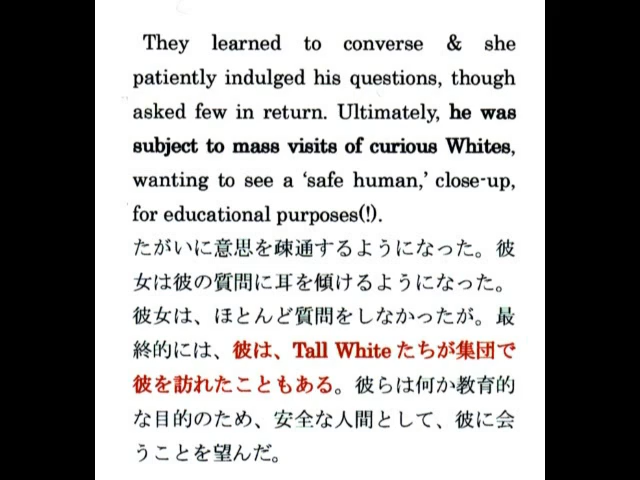 They learned to converse & she
patiently indulged his questions, though
asked few in return. Ultimately, he was
subject to mass visits of curious Whites,
wanting to see a ‘safe human,’ close-up,
for educational purposes(!).
たがいに意思を疎通するようになった。彼
女は彼の質問に耳を傾けるようになった。
彼女は、ほとんど質問をしなかったが。最
終的には、彼は、Tall Whiteたちが集団で
彼を訪れたこともある。彼らは何か教育的
な目的のため、安全な人間として、彼に会
うことを望んだ。